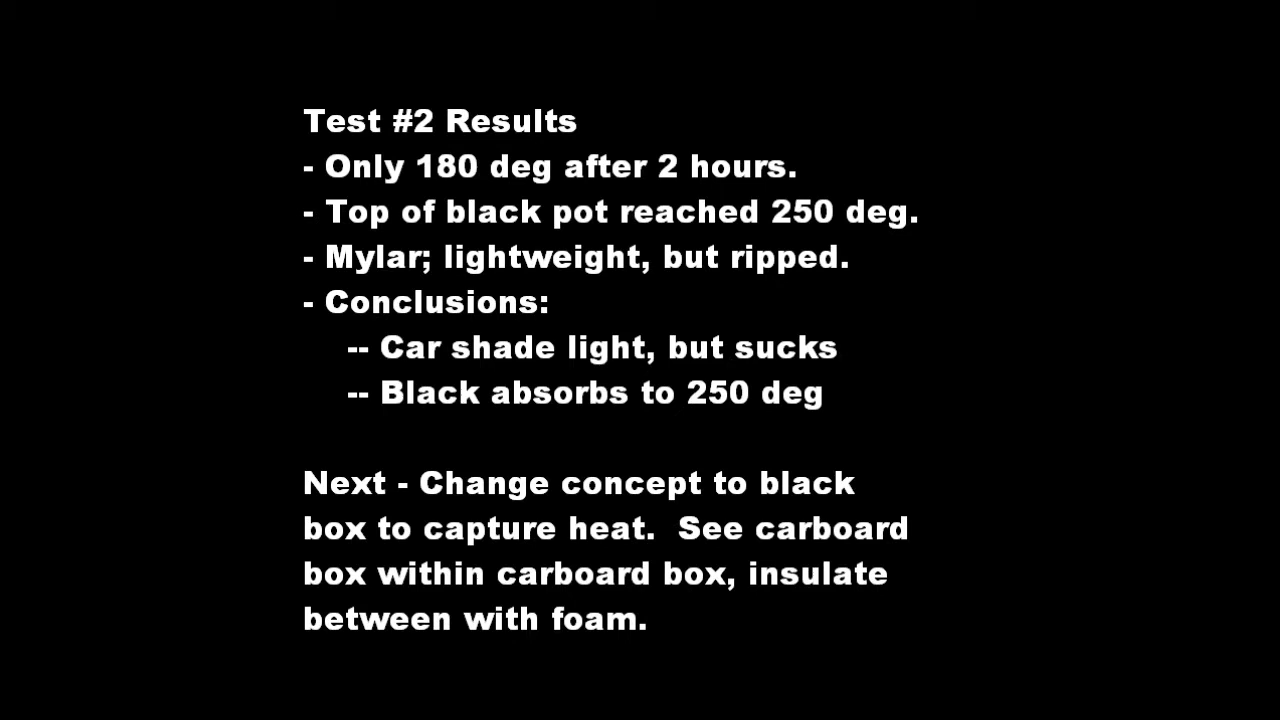 Test #2 Results
- Only 180 deg after 2 hours.
- Top of black pot reached 250 deg.
- Mylar; lightweight, but ripped.
- Conclusions:
-- Car shade light, but sucks
-- Black absorbs to 250 deg
Next - Change concept to black
box to capture heat.  See carboard
box within carboard box, insulate
between with foam.